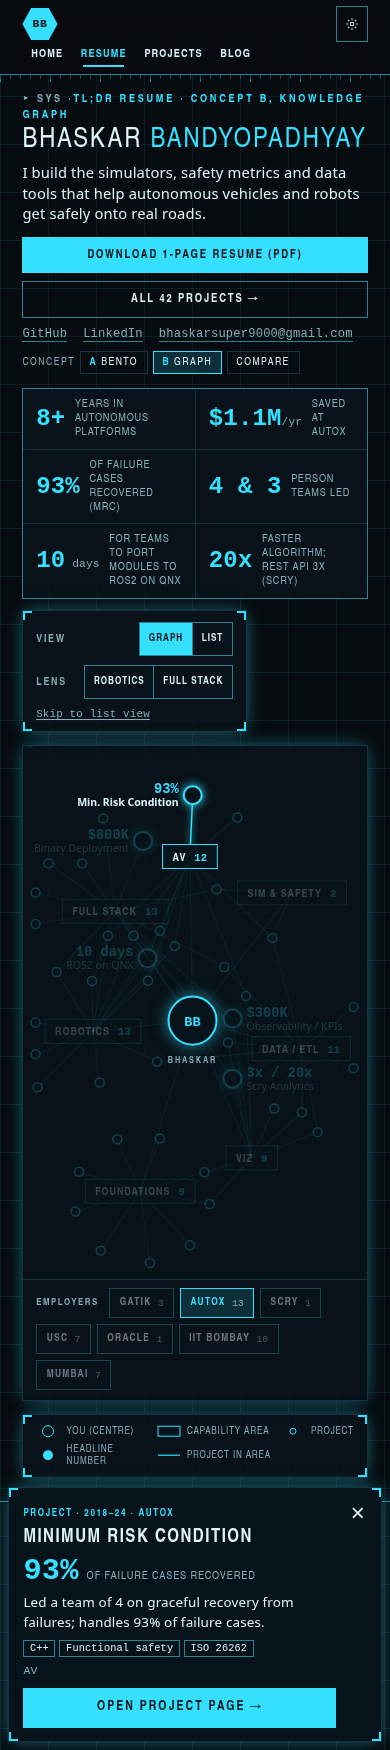 BB
HOME RESUME PROJECTS BLOG
▸ SYS ·TL;DR RESUME · CONCEPT B, KNOWLEDGE
GRAPH
BHASKAR BANDYOPADHYAY
I build the simulators, safety metrics and data
tools that help autonomous vehicles and robots
get safely onto real roads.
DOWNLOAD 1-PAGE RESUME (PDF)
ALL 42 PROJECTS →
GitHub LinkedIn bhaskarsuper9000@gmail.com
CONCEPT A BENTO B GRAPH COMPARE
8+ YEARS IN
AUTONOMOUS
PLATFORMS
$1.1M/yr SAVED
AT
AUTOX
93% OF FAILURE
CASES
RECOVERED
(MRC)
4 & 3 PERSON
TEAMS LED
10 days FOR TEAMS
TO PORT
MODULES TO
ROS2 ON QNX
20x FASTER
ALGORITHM;
REST API 3X
(SCRY)
VIEW GRAPH LIST
LENS ROBOTICS FULL STACK
Skip to list view
93%
Min. Risk Condition
$800K
Binary Deployment
AV 12
SIM & SAFETY 2
FULL STACK 13
10 days
ROS2 on QNX
BB
BHASKAR
$300K
Observability / KPIs
ROBOTICS 13
DATA / ETL 11
3x / 20x
Scry Analytics
VIZ 9
FOUNDATIONS 9
EMPLOYERS GATIK 3 AUTOX 13 SCRY 1
USC 7 ORACLE 1 IIT BOMBAY 10
MUMBAI 7
YOU (CENTRE) CAPABILITY AREA PROJECT
HEADLINE
NUMBER
PROJECT IN AREA
PROJECT · 2018–24 · AUTOX ✕
MINIMUM RISK CONDITION
93% OF FAILURE CASES RECOVERED
Led a team of 4 on graceful recovery from
failures; handles 93% of failure cases.
C++ Functional safety ISO 26262
AV
OPEN PROJECT PAGE →